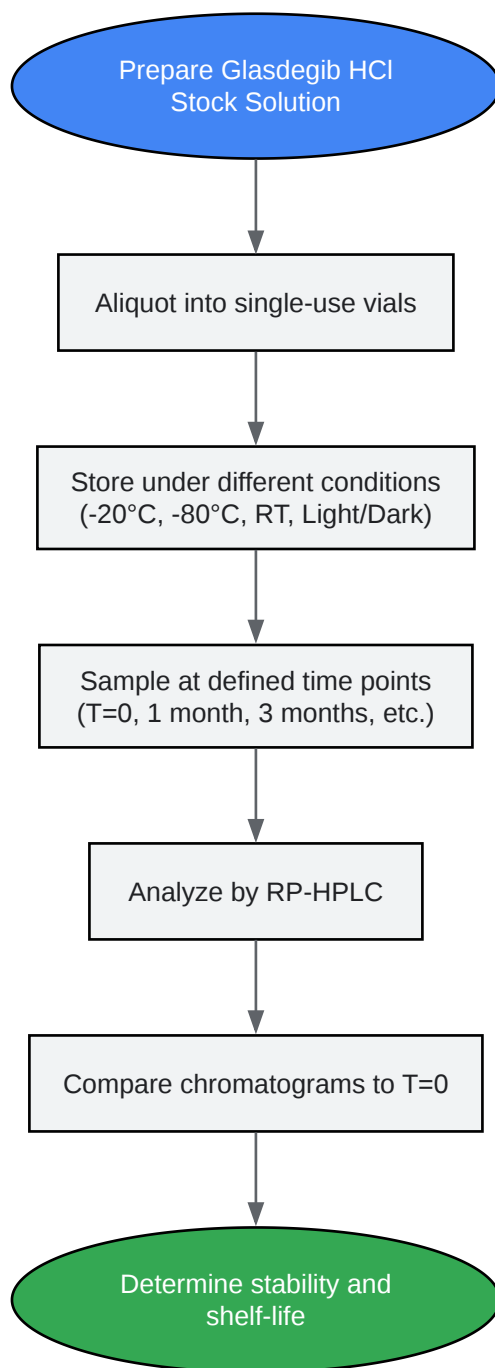 Prepare Glasdegib HCl
Stock Solution
Aliquot into single-use vials
Store under different conditions
(-20°C, -80°C, RT, Light/Dark)
Sample at defined time points
(T=0, 1 month, 3 months, etc.)
Analyze by RP-HPLC
Compare chromatograms to T=0
Determine stability and
shelf-life